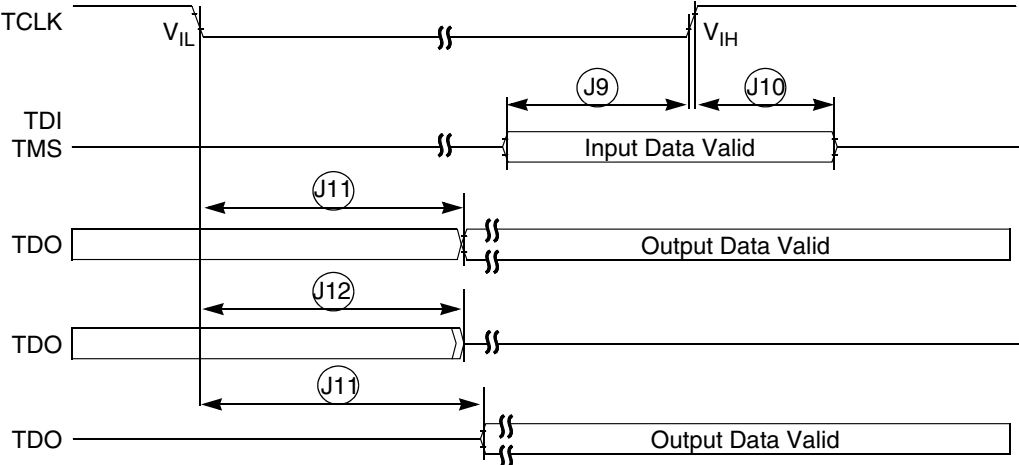 TCLK
VIL
VIH
J9
J10
TDI
TMS
Input Data Valid
J11
TDO
Output Data Valid
J12
TDO
J11
TDO
Output Data Valid